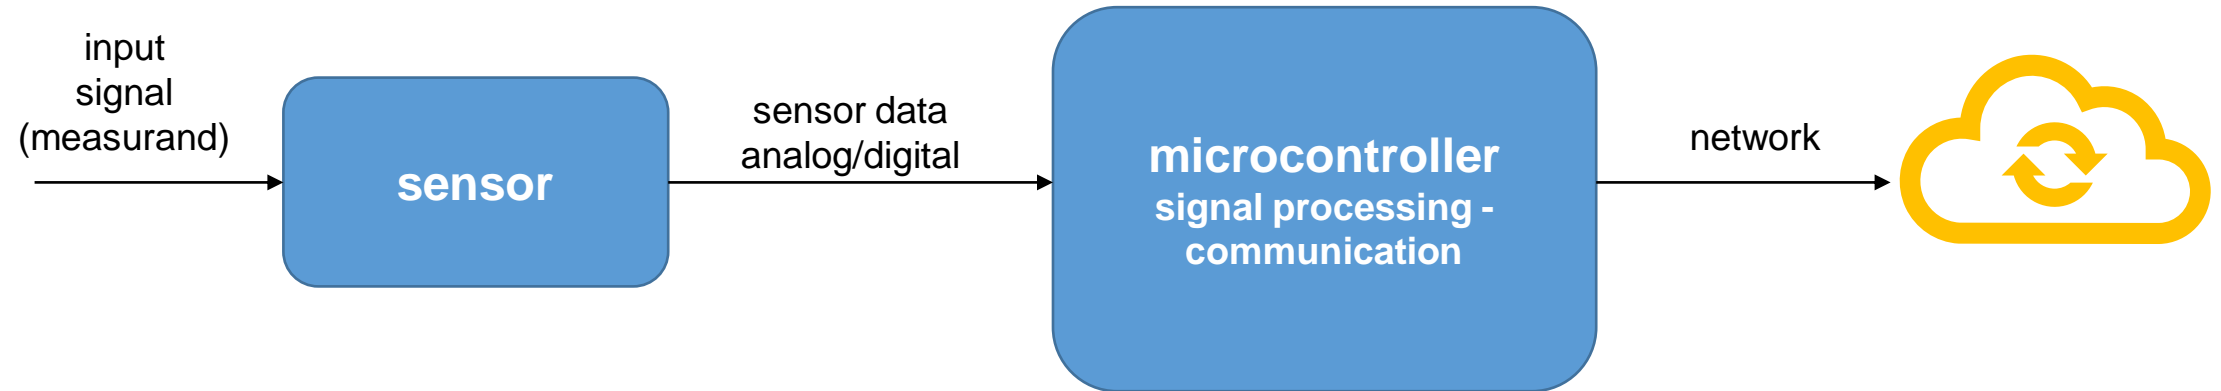 input
signal
(measurand)
sensor
sensor data
analog/digital
microcontroller
signal processing -
communication
network